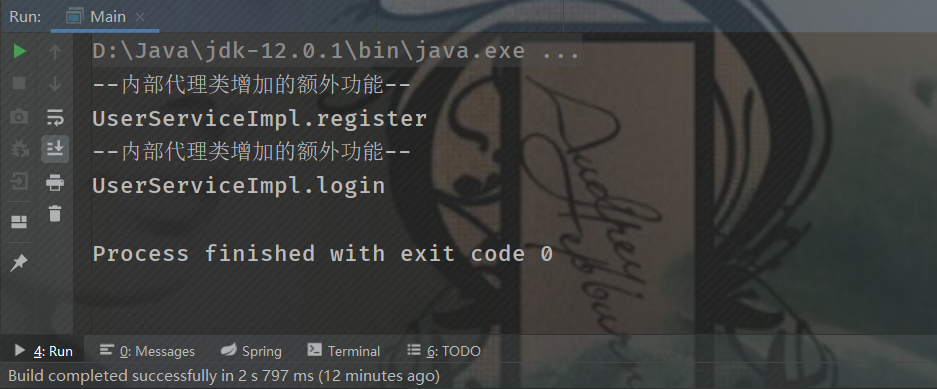 Run: Main
D:\Java\jdk-12.0.1\bin\java.exe ...
--内部代理类增加的额外功能--
UserServiceImpl.register
--内部代理类增加的额外功能--
UserServiceImpl.login
Process finished with exit code 0
4: Run 0: Messages Spring Terminal 6: TODO
Build completed successfully in 2 s 797 ms (12 minutes ago)